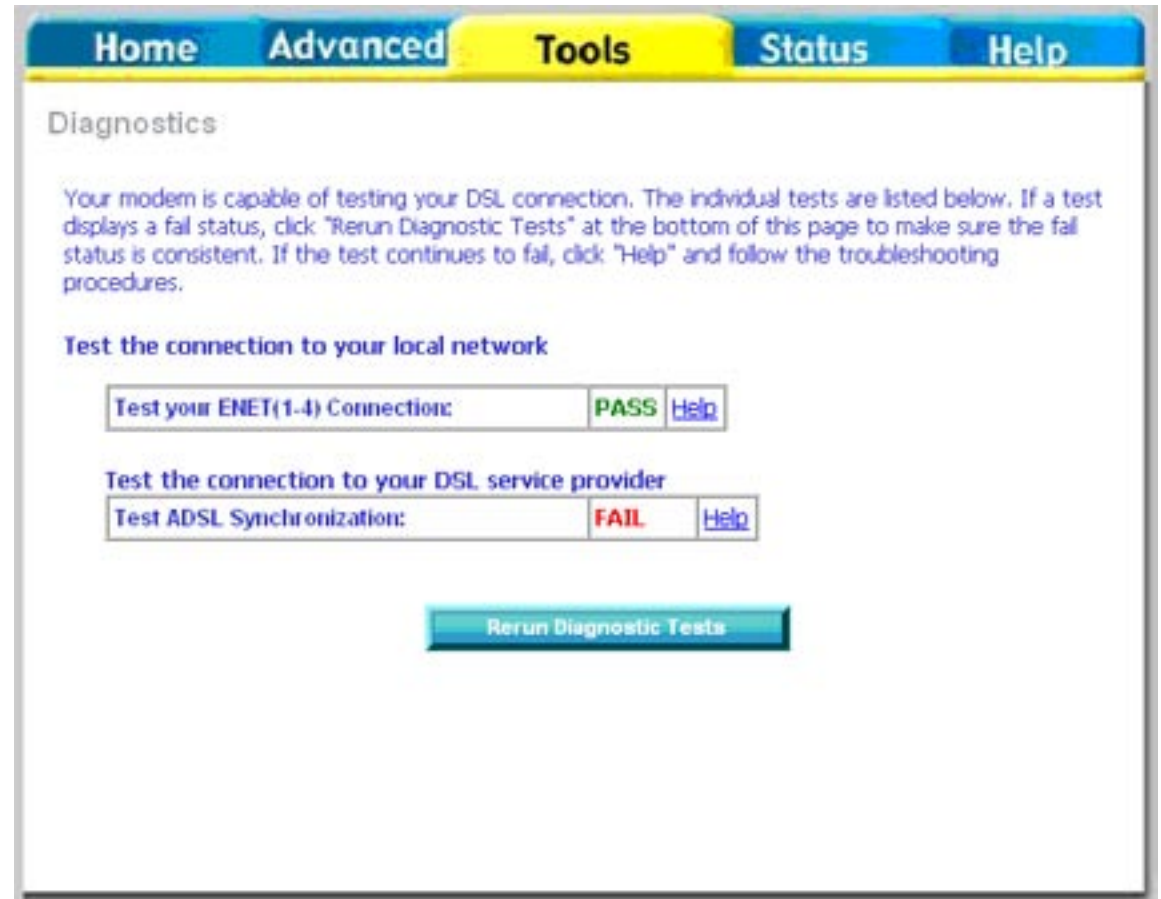 Home Advanced Tools Status Help
Diagnostics
Your modem is capable of testing your DSL connection. The individual tests are listed below. If a test
displays a fail status, click "Rerun Diagnostic Tests" at the bottom of this page to make sure the fail
status is consistent. If the test continues to fail, click "Help" and follow the troubleshooting
procedures.
Test the connection to your local network
Test your ENET(1-4) Connection: PASS Help
Test the connection to your DSL service provider
Test ADSL Synchronization: FAIL Help
Rerun Diagnostic Tests